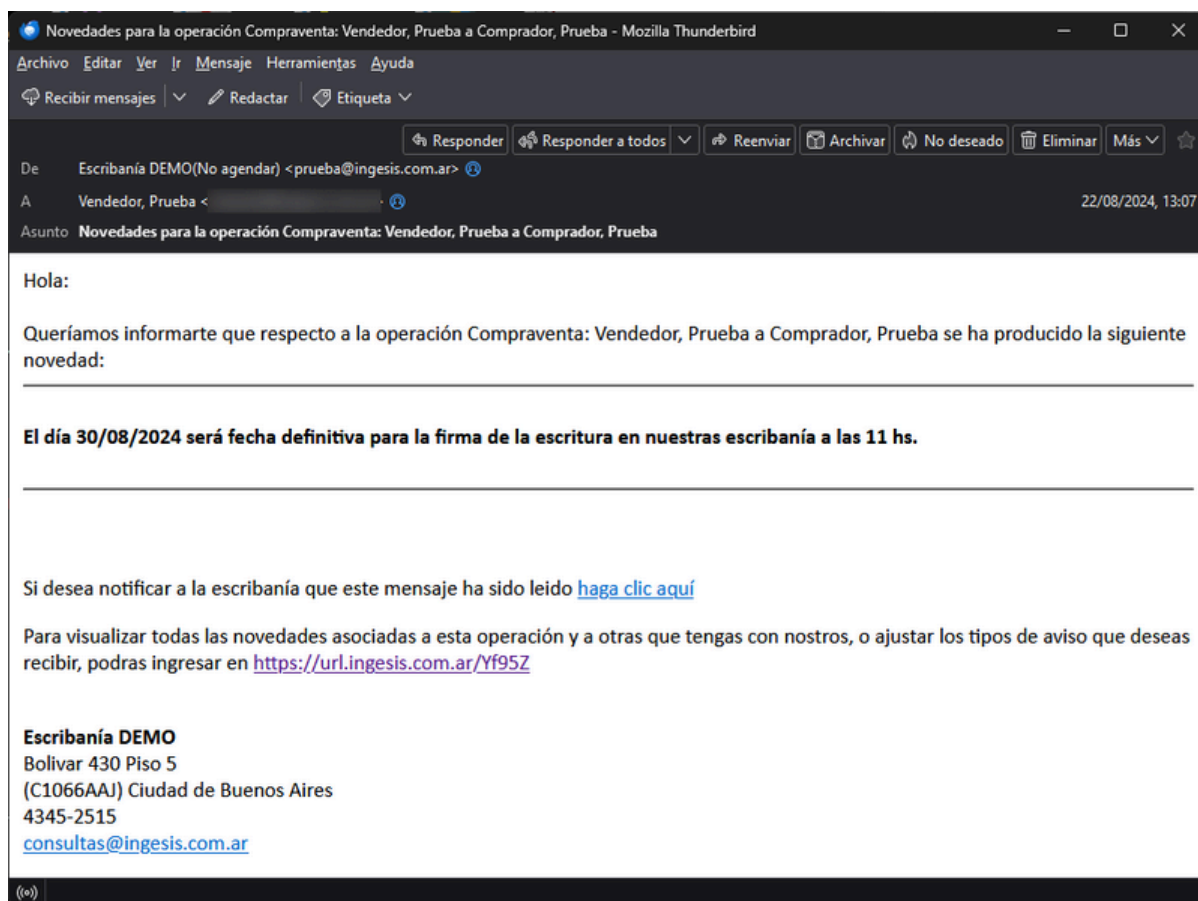 Novedades para la operación Compraventa: Vendedor, Prueba a Comprador, Prueba - Mozilla Thunderbird
Archivo Editar Ver Ir Mensaje Herramientas Ayuda
Recibir mensajes Redactar Etiqueta
Responder Responder a todos Reenviar Archivar No deseado Eliminar Más
De Escribanía DEMO(No agendar) <prueba@ingesis.com.ar>
A Vendedor, Prueba < 22/08/2024, 13:07
Asunto Novedades para la operación Compraventa: Vendedor, Prueba a Comprador, Prueba
Hola:
Queríamos informarte que respecto a la operación Compraventa: Vendedor, Prueba a Comprador, Prueba se ha producido la siguiente
novedad:
El día 30/08/2024 será fecha definitiva para la firma de la escritura en nuestras escribanía a las 11 hs.
Si desea notificar a la escribanía que este mensaje ha sido leido haga clic aquí
Para visualizar todas las novedades asociadas a esta operación y a otras que tengas con nostros, o ajustar los tipos de aviso que deseas
recibir, podras ingresar en https://url.ingesis.com.ar/Yf95Z
Escribanía DEMO
Bolivar 430 Piso 5
(C1066AAJ) Ciudad de Buenos Aires
4345-2515
consultas@ingesis.com.ar